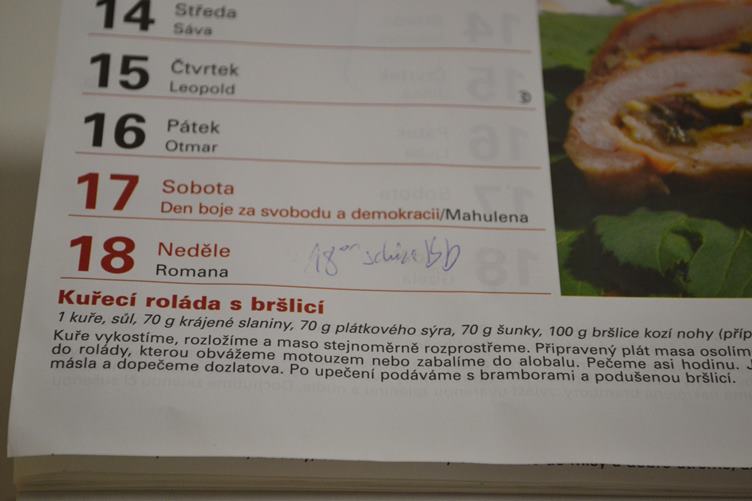 14 Středa
Sáva
15 Čtvrtek
Leopold
16 Pátek
Otmar
17 Sobota
Den boje za svobodu a demokracii/Mahulena
18 Neděle
Romana
18 00
Kuřecí roláda s bršlicí
1 kuře, sůl, 70 g krájené slaniny, 70 g plátkového sýra, 70 g šunky, 100 g bršlice kozí nohy (příp
Kuře vykostíme, rozložíme a maso stejnoměrně rozprostřeme. Připravený plát masa osolím
do rolády, kterou obvážeme motouzem nebo zabalíme do alobalu. Pečeme asi hodinu. J
másla a dopečeme dozlatova. Po upečení podáváme s bramborami a podušenou bršlicí.